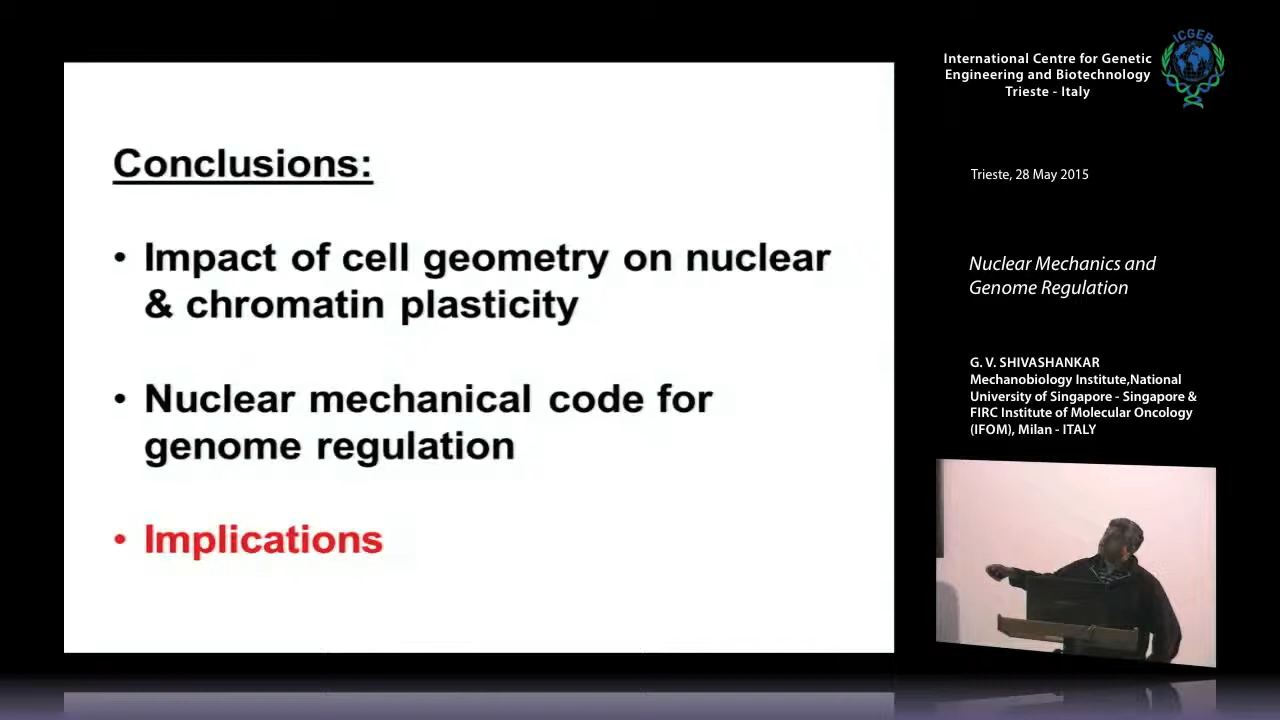 Conclusions:
• Impact of cell geometry on nuclear
& chromatin plasticity
• Nuclear mechanical code for
genome regulation
• Implications
International Centre for Genetic
Engineering and Biotechnology
Trieste - Italy
ICGEB
Trieste, 28 May 2015
Nuclear Mechanics and
Genome Regulation
G. V. SHIVASHANKAR
Mechanobiology Institute,National
University of Singapore - Singapore &
FIRC Institute of Molecular Oncology
(IFOM), Milan - ITALY